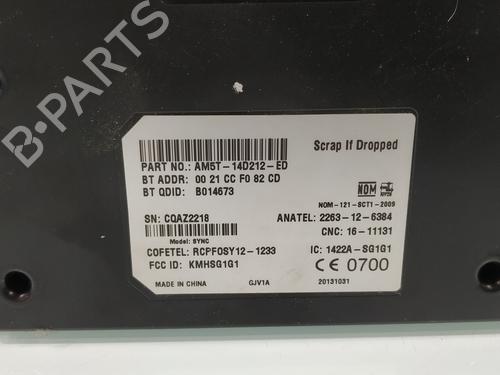 PART NO.: AM5T-14D212-ED
BT ADDR: 00 21 CC F0 82 CD
BT QDID: B014673
Scrap If Dropped
NOM
NOM-121-SCT1-2009
SN: CQAZ2218
ANATEL: 2263-12-6384
Model: SYNC
CNC: 16-11131
COFETEL: RCPFOSY12-1233
IC: 1422A-SG1G1
FCC ID: KMHSG1G1
CE 0700
MADE IN CHINA
GJV1A
20131031
B-PARTS